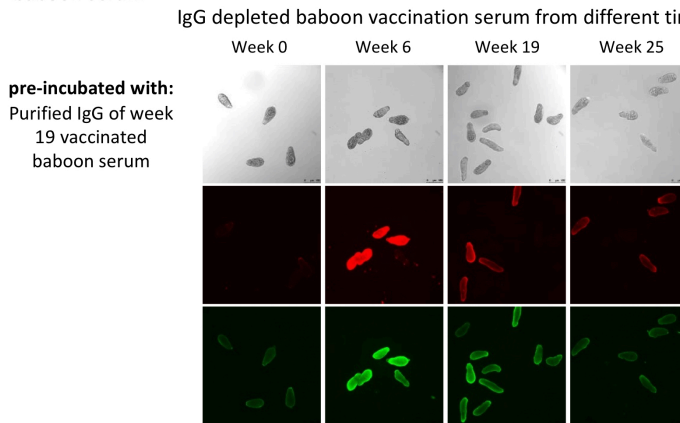 IgG depleted baboon vaccination serum from different
Week 0 Week 6 Week 19 Week 25
pre-incubated with:
Purified IgG of week
19 vaccinated
baboon serum